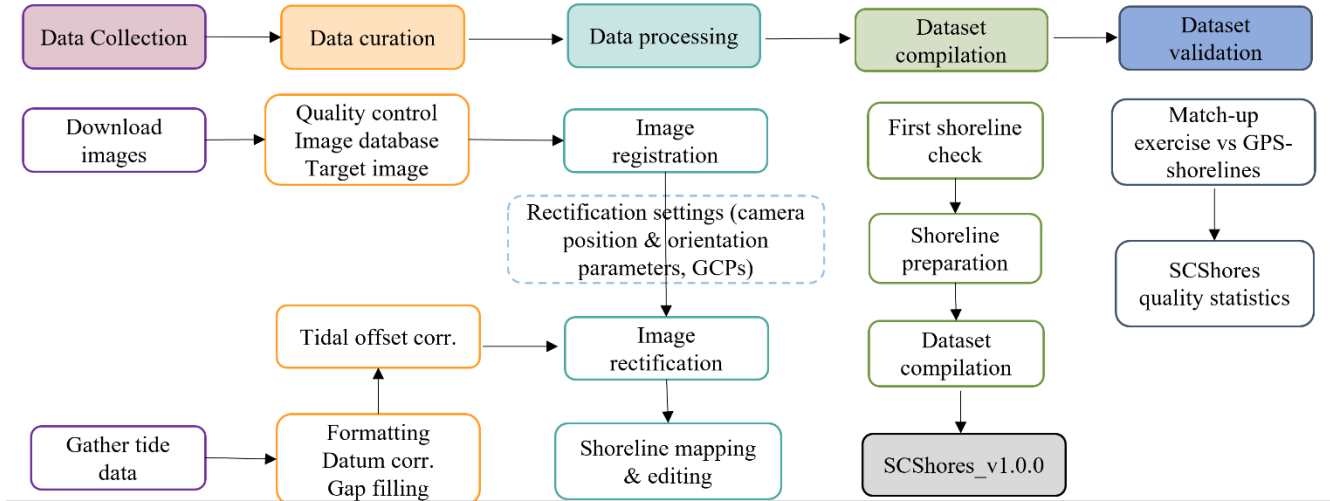 Data Collection
Data curation
Data processing
Dataset
compilation
Dataset
validation
Download
images
Quality control
Image database
Target image
Image
registration
First shoreline
check
Match-up
exercise vs GPS-
shorelines
Rectification settings (camera
position & orientation
parameters, GCPs)
Shoreline
preparation
SCShores
quality statistics
Tidal offset corr.
Image
rectification
Dataset
compilation
Gather tide
data
Formatting
Datum corr.
Gap filling
Shoreline mapping
& editing
SCShores_v1.0.0